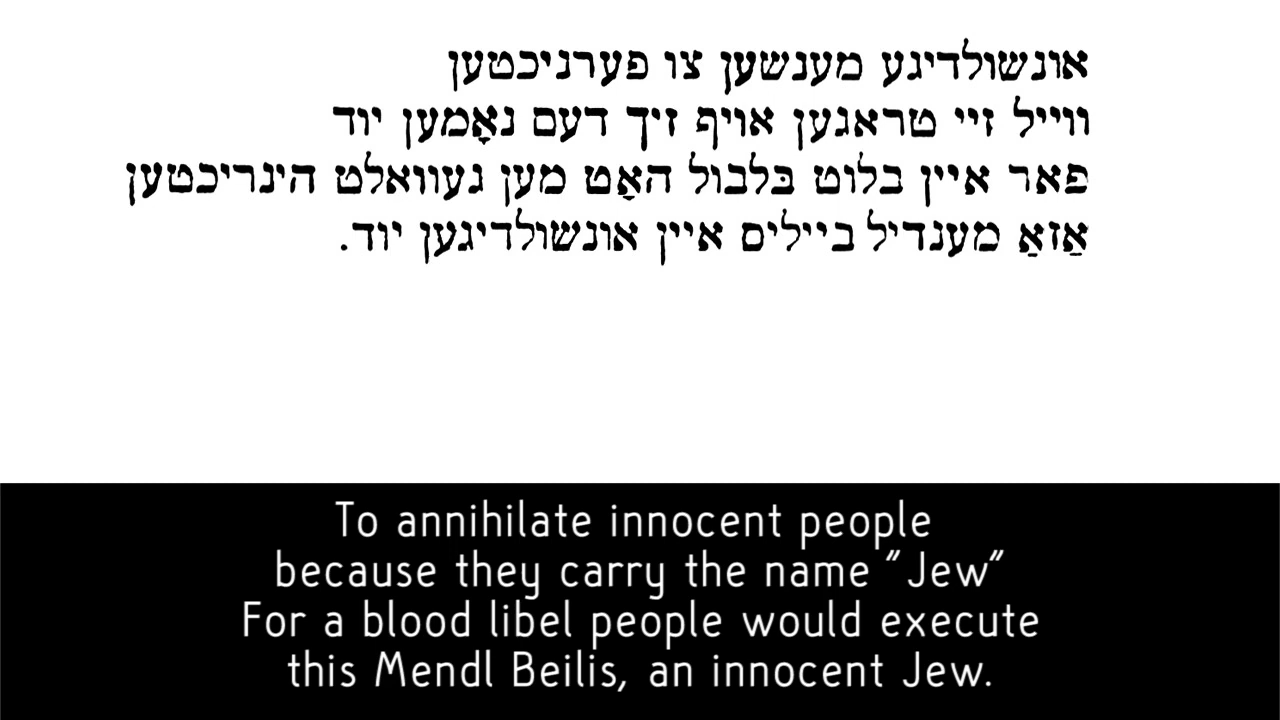 אונשולדיגע מענשען צו פערניכטען
ווייל זיי טראגען אויף זיך דעם נאָמען יוד
פאר איין בלוט בּלבול האָט מען געוואלט הינריכטען
אַזאַ מענדיל ביילים איין אונשולדיגען יוד.
To annihilate innocent people
because they carry the name "Jew"
For a blood libel people would execute
this Mendl Beilis, an innocent Jew.